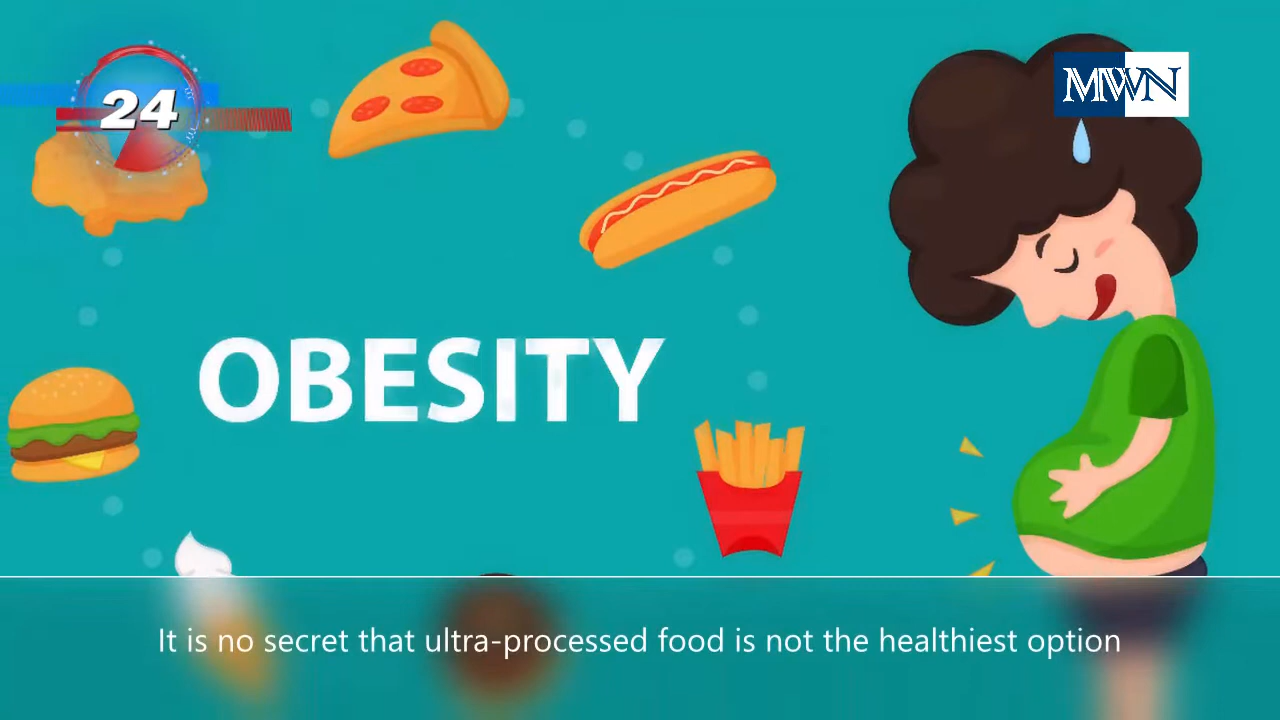 24
MWN
OBESITY
It is no secret that ultra-processed food is not the healthiest option